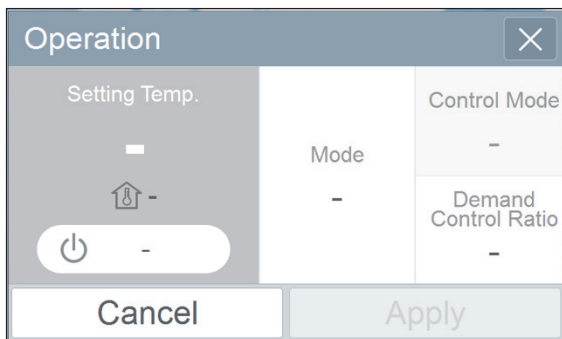 Operation
Setting Temp.
-
-
-
Mode
-
Control Mode
-
Demand
Control Ratio
-
Cancel
Apply